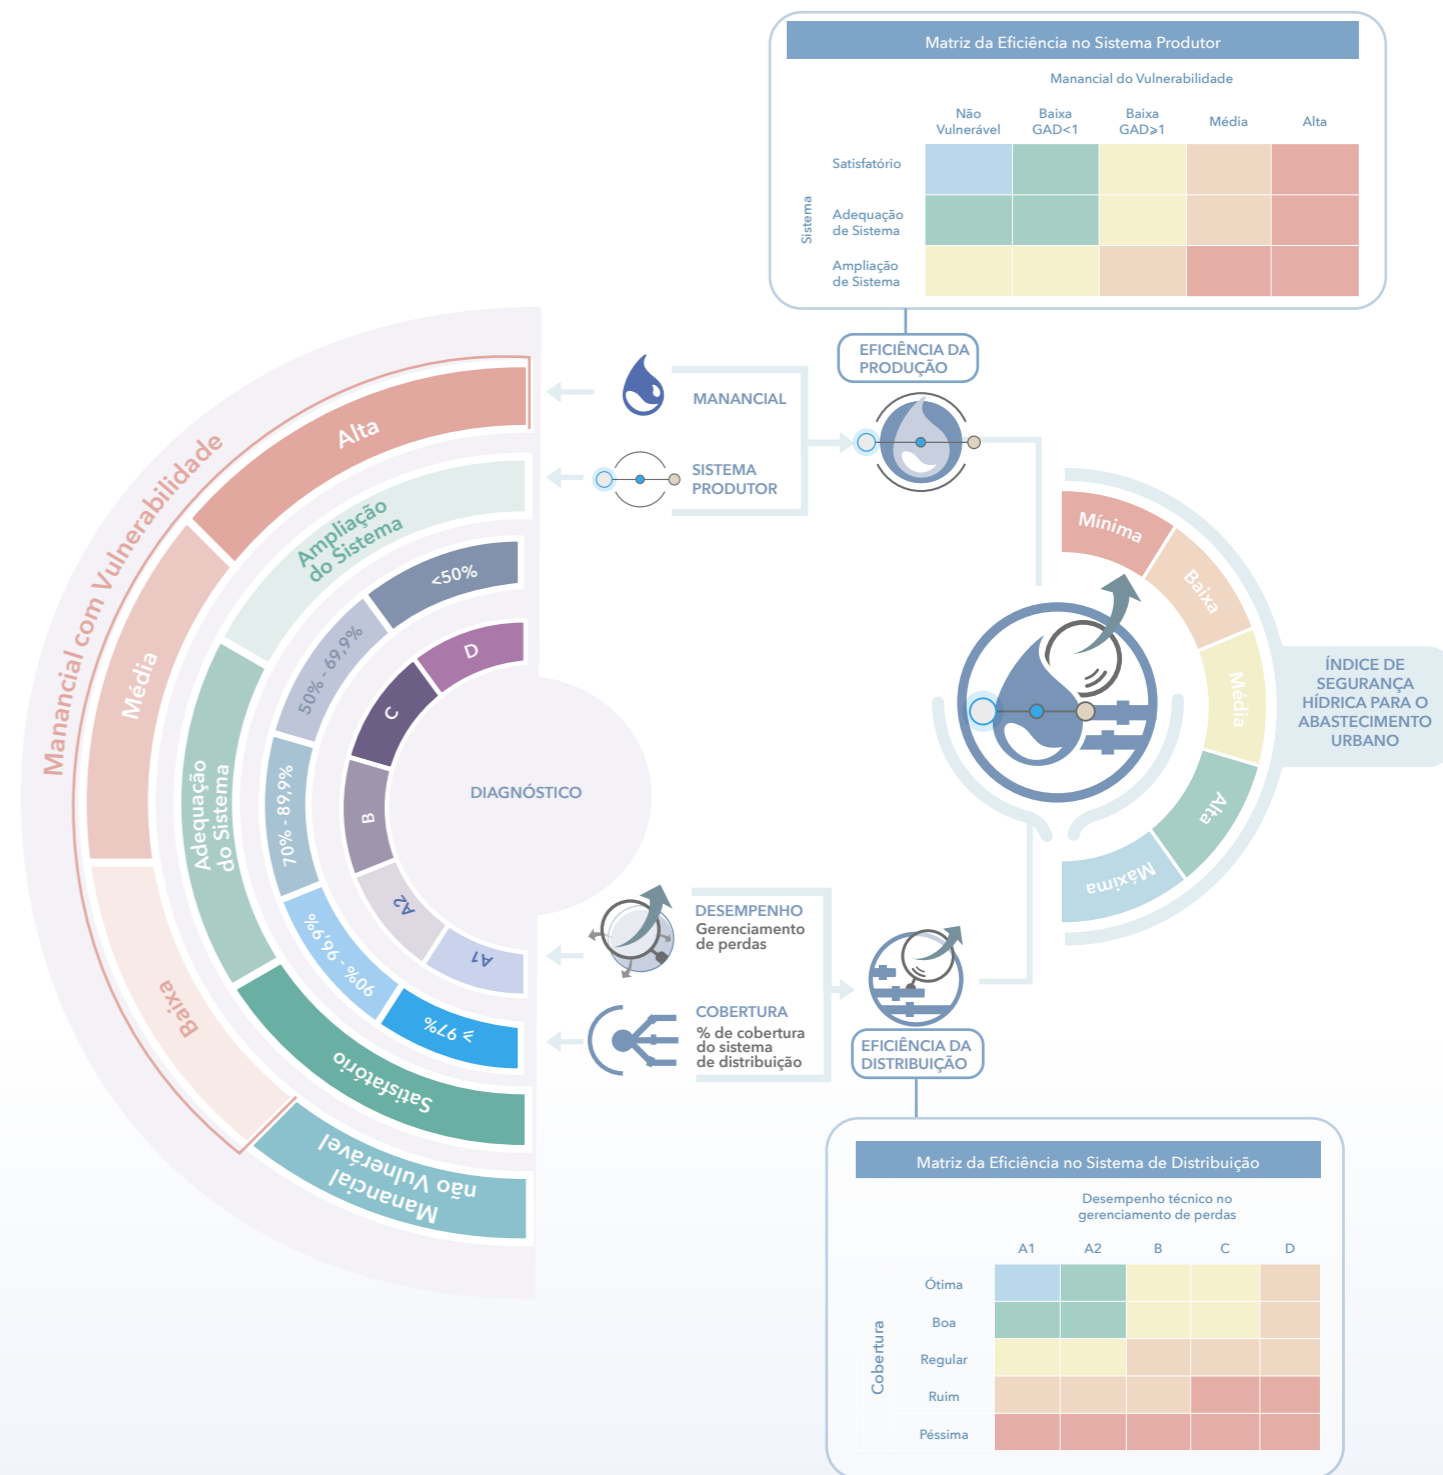 Matriz da Eficiência no Sistema Produtor
Manancial do Vulnerabilidade
Não
Vulnerável
Baixa
GAD<1
Baixa
GAD⩾1
Média
Alta
Sistema
Satisfatório
Adequação
de Sistema
Ampliação
de Sistema
EFICIÊNCIA DA
PRODUÇÃO
MANANCIAL
SISTEMA
PRODUTOR
Manancial com Vulnerabilidade
Alta
Média
Baixa
Manancial
não Vulnerável
Ampliação
do Sistema
Adequação
do Sistema
Satisfatório
<50%
50% - 69,9%
70% - 89,9%
90% - 96,9%
⩾ 97%
D
C
B
A2
A1
DIAGNÓSTICO
Mínima
Baixa
Média
Alta
Máxima
ÍNDICE DE
SEGURANÇA
HÍDRICA PARA O
ABASTECIMENTO
URBANO
DESEMPENHO
Gerenciamento
de perdas
COBERTURA
% de cobertura
do sistema
de distribuição
EFICIÊNCIA DA
DISTRIBUIÇÃO
Matriz da Eficiência no Sistema de Distribuição
Desempenho técnico no
gerenciamento de perdas
A1 A2 B C D
Cobertura
Ótima
Boa
Regular
Ruim
Péssima